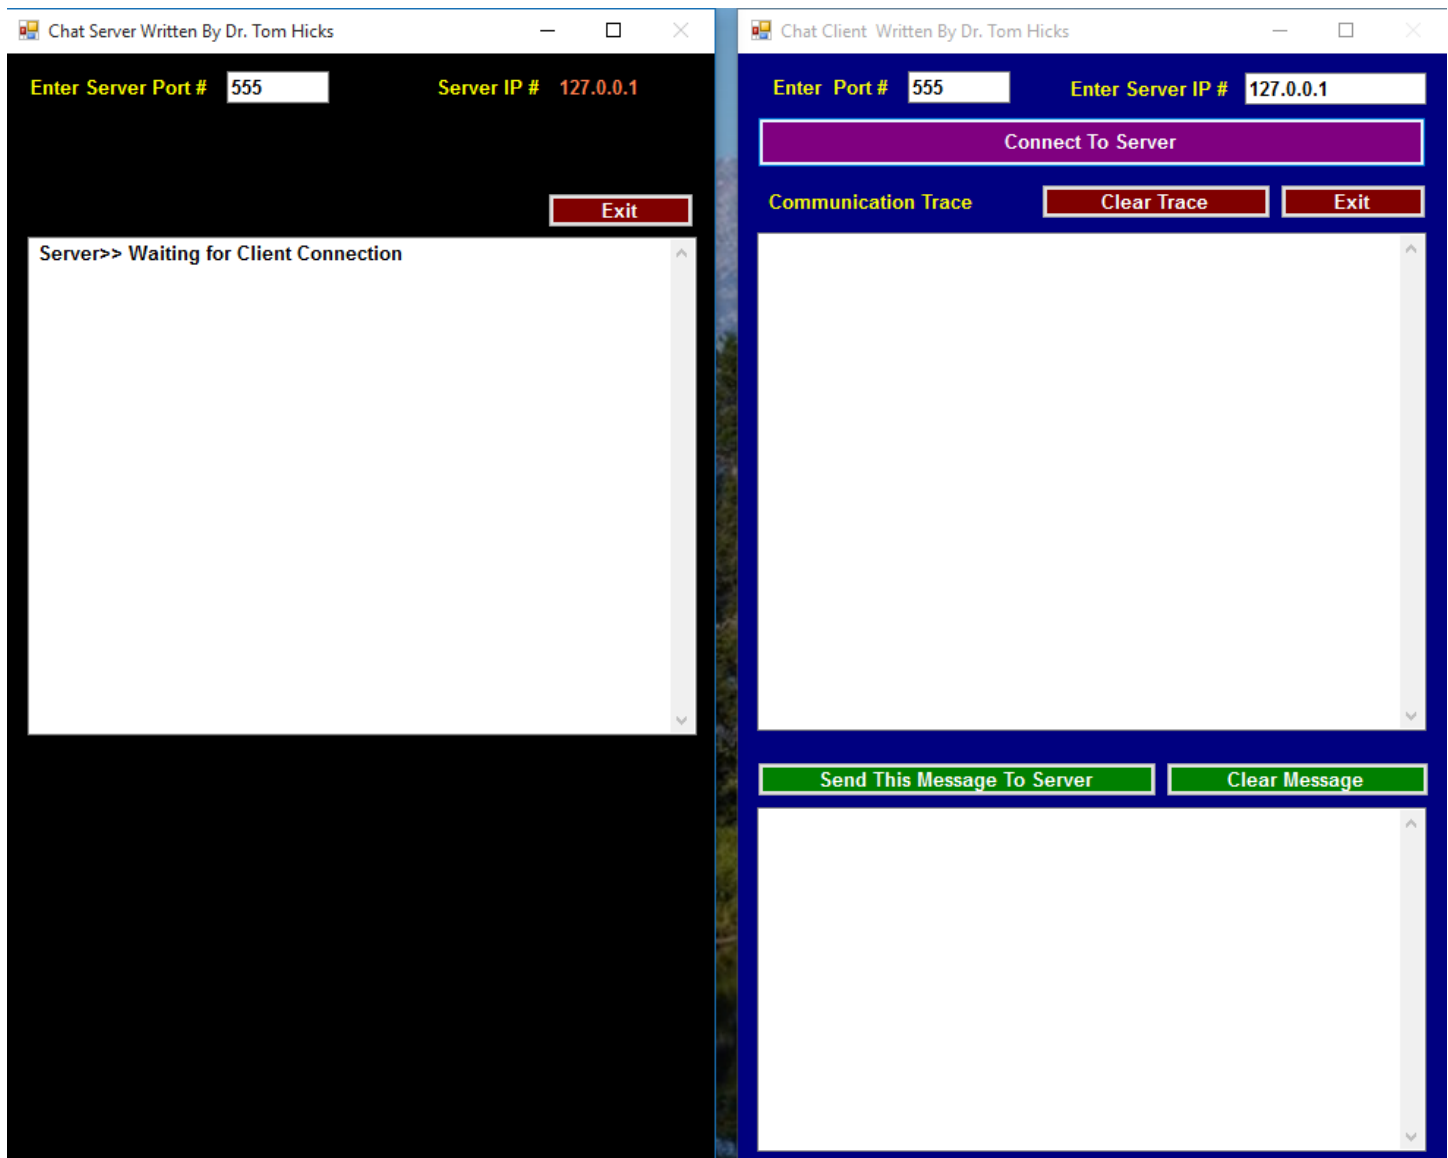 Chat Server Written By Dr. Tom Hicks
Enter Server Port # 555 Server IP # 127.0.0.1
Exit
Server>> Waiting for Client Connection
Chat Client  Written By Dr. Tom Hicks
Enter  Port # 555 Enter Server IP # 127.0.0.1
Connect To Server
Communication Trace Clear Trace Exit
Send This Message To Server Clear Message